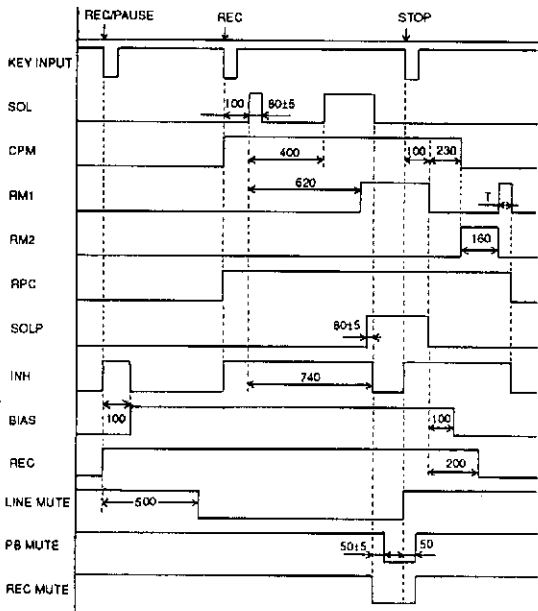 REC/PAUSE REC STOP
KEY INPUT
SOL
100 80±5
CPM
400 100 230
RM1
620 T
RM2
160
RPC
SOLP
80±5
INH
740
BIAS
100 100
REC
200
LINE MUTE
500
PB MUTE
50±5 50
REC MUTE